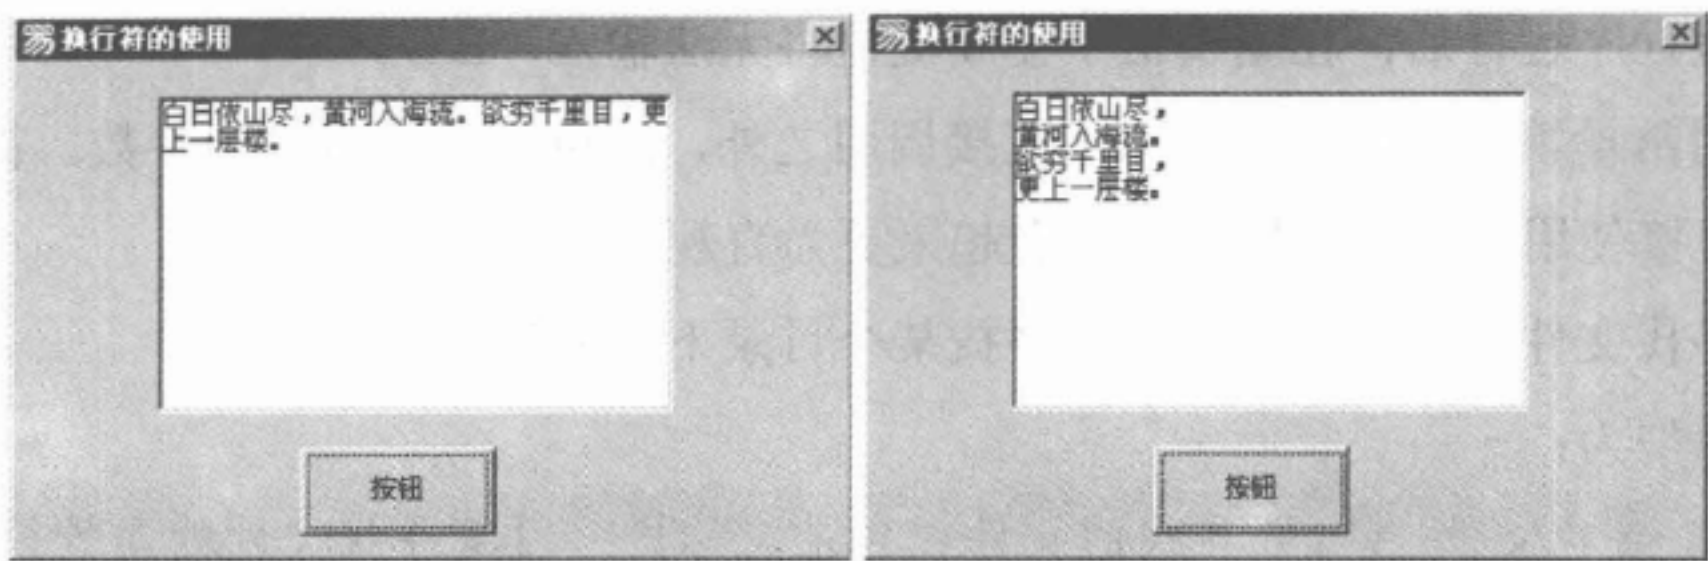 换行符的使用
白日依山尽，黄河入海流。欲穷千里目，更
上一层楼。
按钮
换行符的使用
白日依山尽，
黄河入海流。
欲穷千里目，
更上一层楼。
按钮